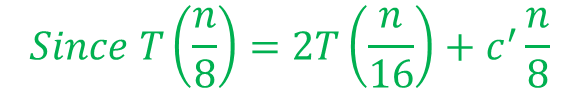 Since T(n/8) = 2T(n/16) + c′ n/8